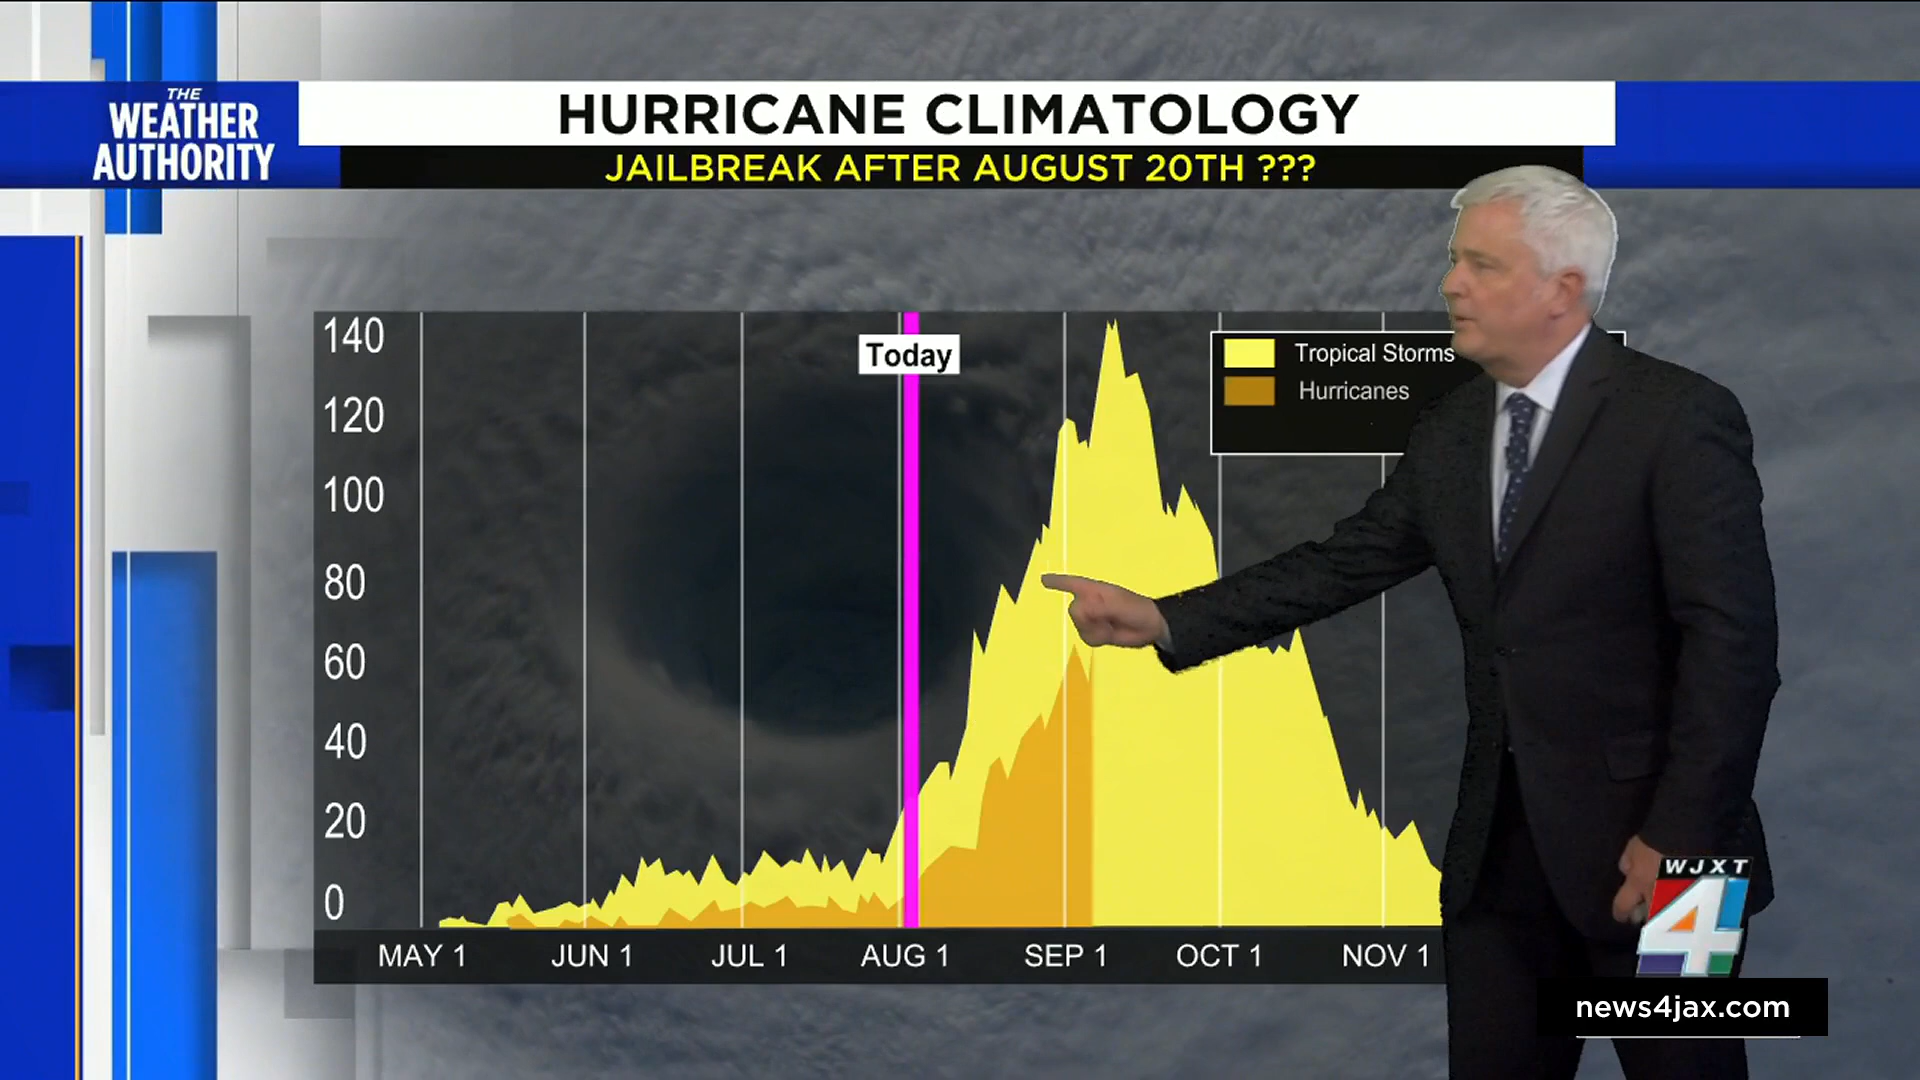 THE
WEATHER
AUTHORITY
HURRICANE CLIMATOLOGY
JAILBREAK AFTER AUGUST 20TH ???
140
120
100
80
60
40
20
0
Today
Tropical Storms
Hurricanes
MAY 1
JUN 1
JUL 1
AUG 1
SEP 1
OCT 1
NOV 1
WJXT
4
news4jax.com